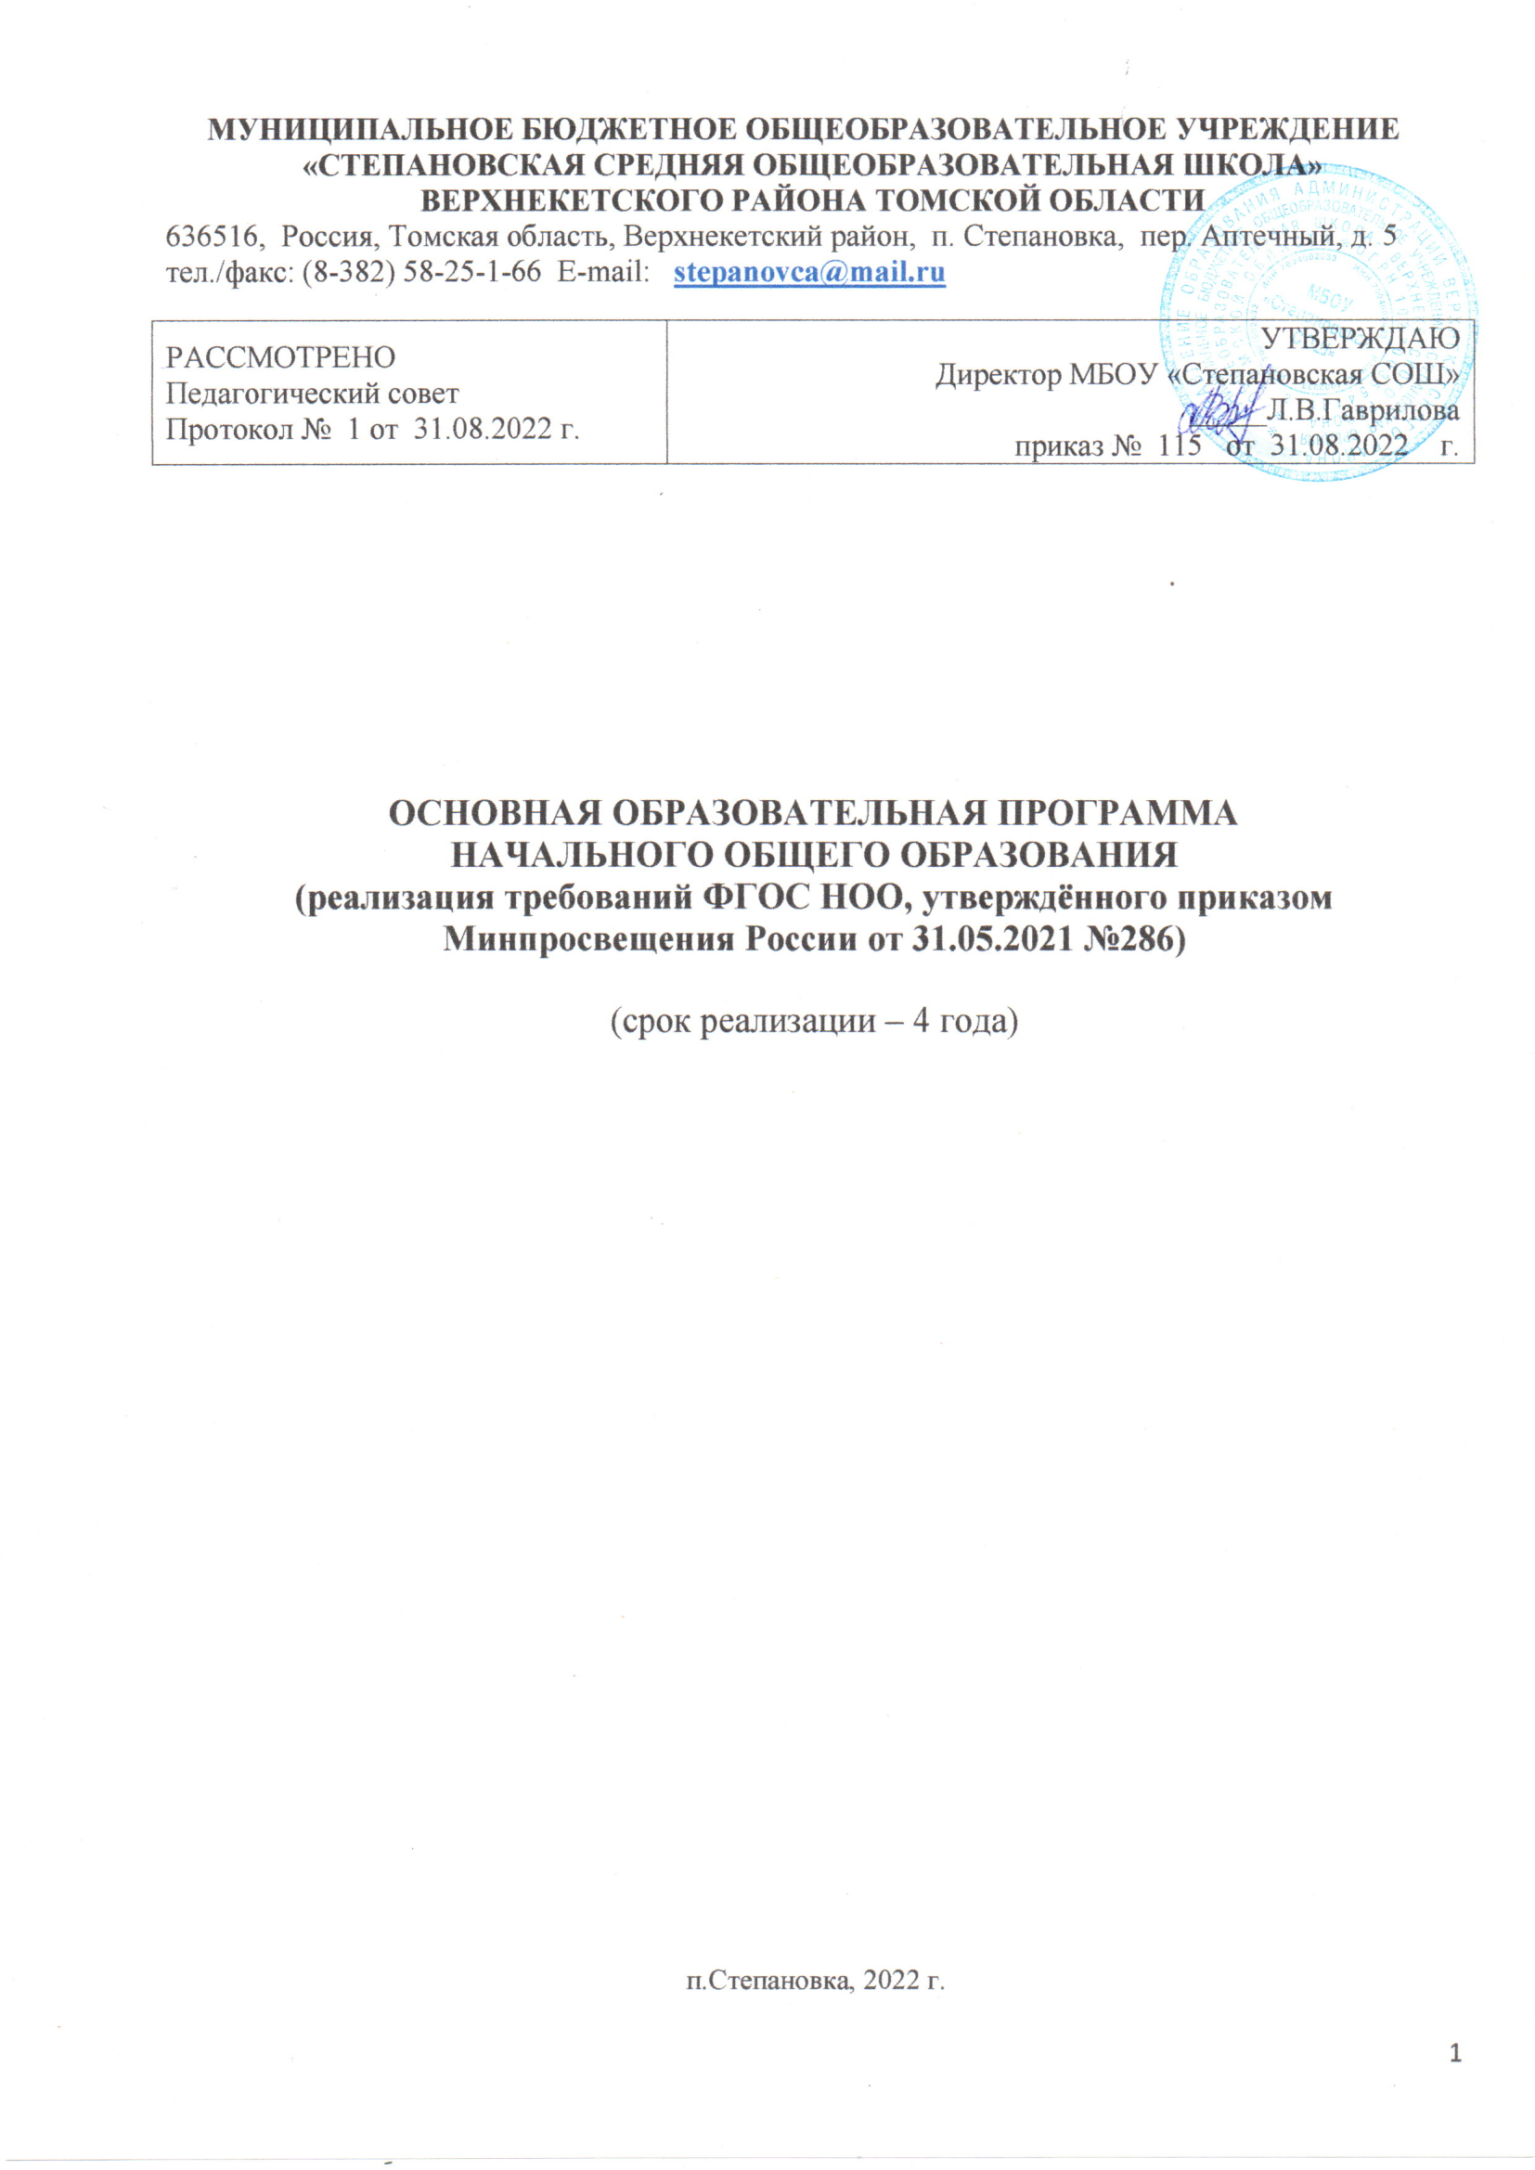 МУНИЦИПАЛЬНОЕ БЮДЖЕТНОЕ ОБЩЕОБРАЗОВАТЕЛЬНОЕ УЧРЕЖДЕНИЕ
«СТЕПАНОВСКАЯ СРЕДНЯЯ ОБЩЕОБРАЗОВАТЕЛЬНАЯ ШКОЛА»
ВЕРХНЕКЕТСКОГО РАЙОНА ТОМСКОЙ ОБЛАСТИ
636516, Россия, Томская область, Верхнекетский район, п. Степановка, пер. Аптечный, д. 5
тел./факс: (8-382) 58-25-1-66 E-mail: stepanovca@mail.ru
РАССМОТРЕНО
Педагогический совет
Протокол № 1 от 31.08.2022 г.
УТВЕРЖДАЮ
Директор МБОУ «Степановская СОШ»
Л.В.Гаврилова
приказ № 115 от 31.08.2022 г.
ОСНОВНАЯ ОБРАЗОВАТЕЛЬНАЯ ПРОГРАММА
НАЧАЛЬНОГО ОБЩЕГО ОБРАЗОВАНИЯ
(реализация требований ФГОС НОО, утверждённого приказом
Минпросвещения России от 31.05.2021 №286)
(срок реализации – 4 года)
п.Степановка, 2022 г.
1